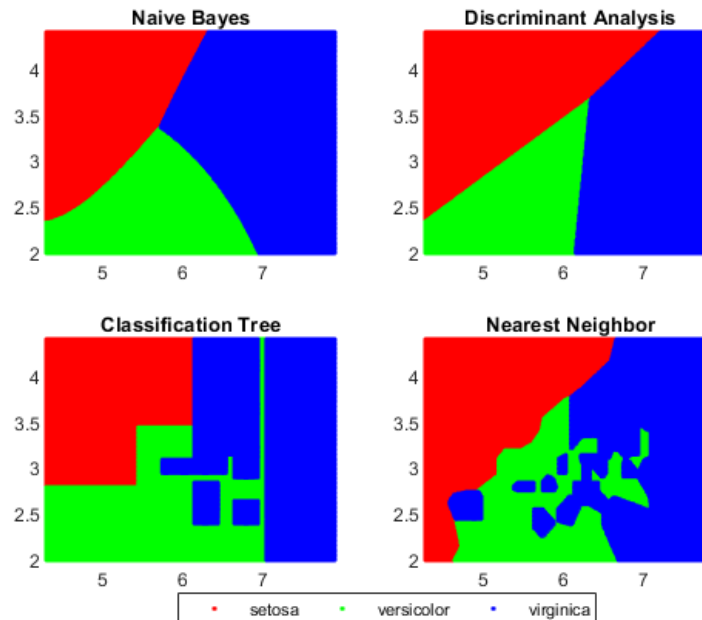 Naive Bayes
4
3.5
3
2.5
2
5 6 7
Discriminant Analysis
4
3.5
3
2.5
2
5 6 7
Classification Tree
4
3.5
3
2.5
2
5 6 7
Nearest Neighbor
4
3.5
3
2.5
2
5 6 7
setosa versicolor virginica